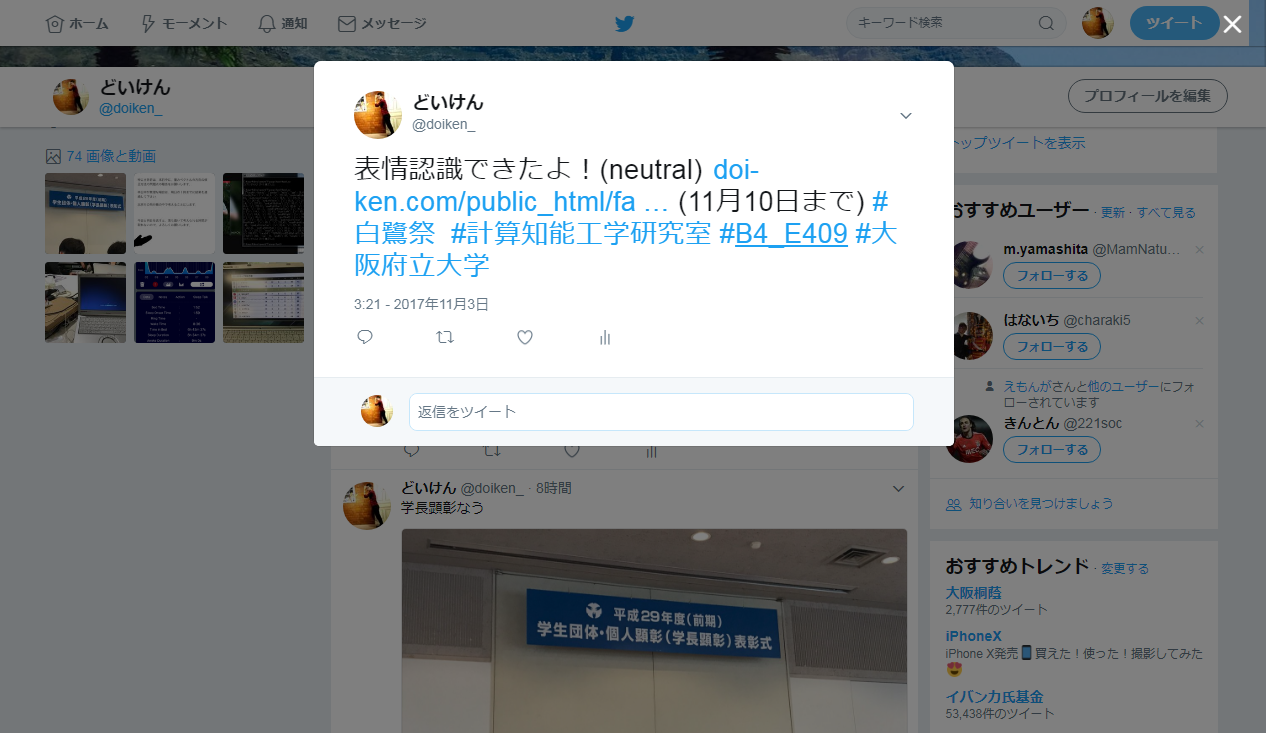 ホーム モーメント 通知 メッセージ キーワード検索 ツイート
どいけん
@doiken_
プロフィールを編集
74 画像と動画
どいけん
@doiken_
表情認識できたよ！(neutral) doi-
ken.com/public_html/fa … (11月10日まで) #
白鷺祭 #計算知能工学研究室 #B4_E409 #大
阪府立大学
3:21 - 2017年11月3日
返信をツイート
どいけん @doiken_ · 8時間
学長顕彰なう
平成29年度(前期)
学生団体・個人顕彰(学長顕彰)表彰式
トップツイートを表示
おすすめユーザー · 更新 · すべて見る
m.yamashita @MamNatu...
フォローする
はないち @charaki5
フォローする
えもんがさんと他のユーザーにフォ
ローされています
きんとん @221soc
フォローする
知り合いを見つけましょう
おすすめトレンド · 変更する
大阪桐蔭
2,777件のツイート
iPhoneX
iPhone X発売📱買えた！使った！撮影してみた
😍
イバンカ氏基金
53,438件のツイート